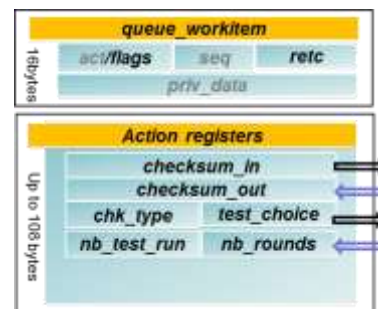 queue_workitem
16bytes
act/flags seq retc
priv_data
Action registers
Up to 108 bytes
checksum_in
checksum_out
chk_type test_choice
nb_test_run nb_rounds